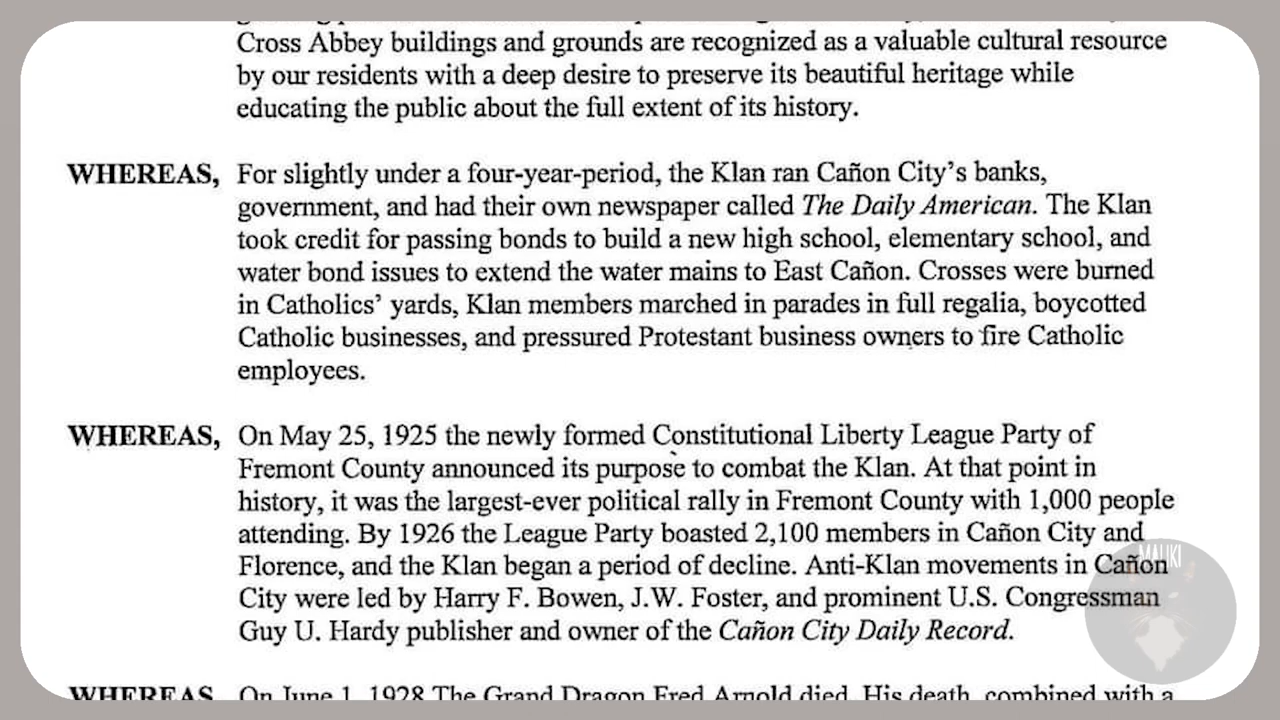 Cross Abbey buildings and grounds are recognized as a valuable cultural resource
by our residents with a deep desire to preserve its beautiful heritage while
educating the public about the full extent of its history.
WHEREAS, For slightly under a four-year-period, the Klan ran Cañon City's banks,
government, and had their own newspaper called The Daily American. The Klan
took credit for passing bonds to build a new high school, elementary school, and
water bond issues to extend the water mains to East Cañon. Crosses were burned
in Catholics' yards, Klan members marched in parades in full regalia, boycotted
Catholic businesses, and pressured Protestant business owners to fire Catholic
employees.
WHEREAS, On May 25, 1925 the newly formed Constitutional Liberty League Party of
Fremont County announced its purpose to combat the Klan. At that point in
history, it was the largest-ever political rally in Fremont County with 1,000 people
attending. By 1926 the League Party boasted 2,100 members in Cañon City and
Florence, and the Klan began a period of decline. Anti-Klan movements in Cañon
City were led by Harry F. Bowen, J.W. Foster, and prominent U.S. Congressman
Guy U. Hardy publisher and owner of the Cañon City Daily Record.
MALIKI
WHEREAS, On June 1, 1928 The Grand Dragon Fred Arnold died. His death, combined with a